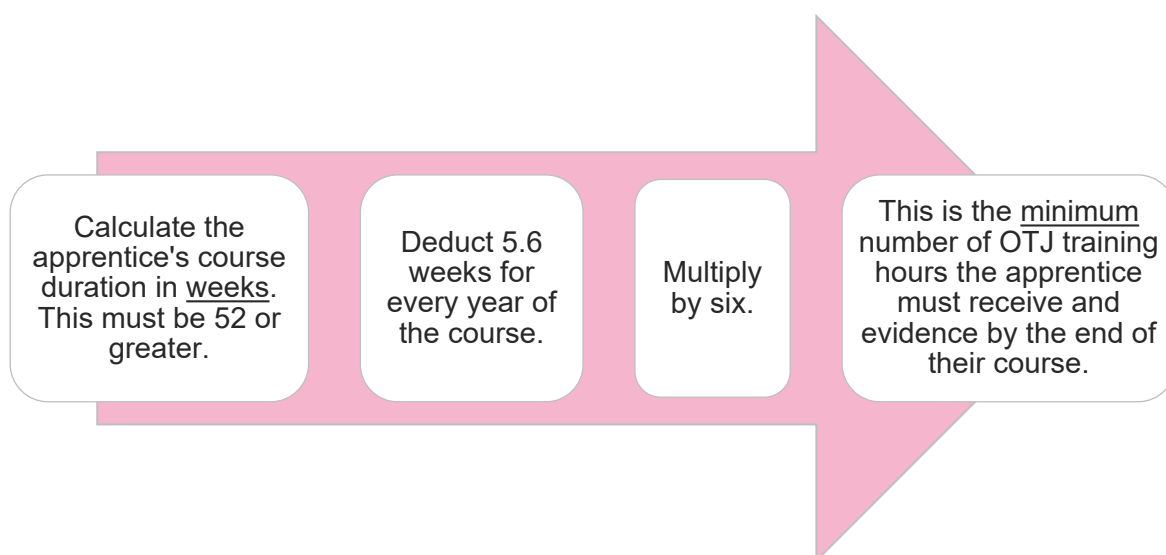 Calculate the
apprentice's course
duration in weeks.
This must be 52 or
greater.
Deduct 5.6
weeks for
every year of
the course.
Multiply
by six.
This is the minimum
number of OTJ training
hours the apprentice
must receive and
evidence by the end of
their course.